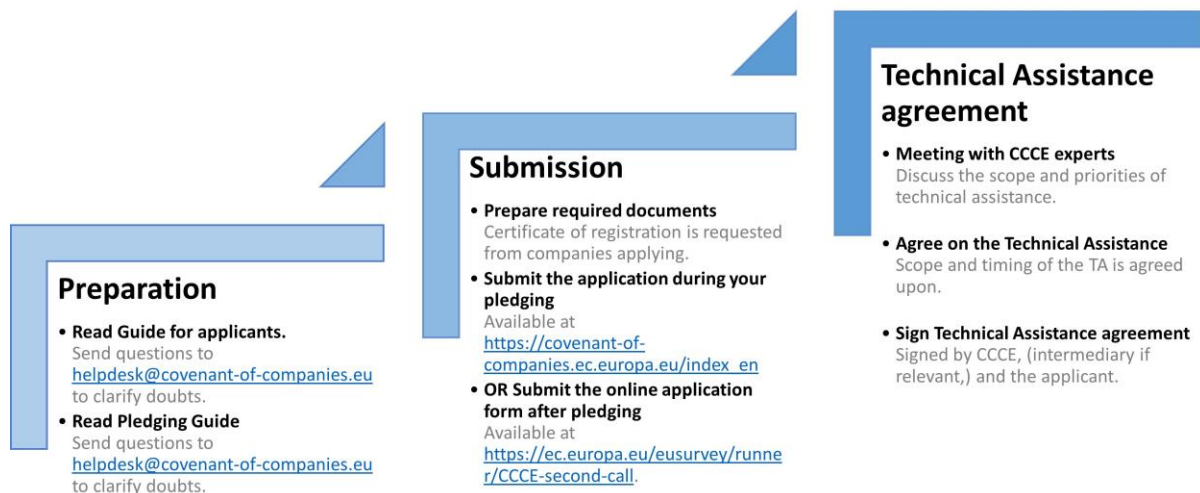 Preparation
• Read Guide for applicants.
Send questions to
helpdesk@covenant-of-companies.eu
to clarify doubts.
• Read Pledging Guide
Send questions to
helpdesk@covenant-of-companies.eu
to clarify doubts.
Submission
• Prepare required documents
Certificate of registration is requested
from companies applying.
• Submit the application during your
pledging
Available at
https://covenant-of-
companies.ec.europa.eu/index_en
• OR Submit the online application
form after pledging
Available at
https://ec.europa.eu/eusurvey/runne
r/CCCE-second-call.
Technical Assistance
agreement
• Meeting with CCCE experts
Discuss the scope and priorities of
technical assistance.
• Agree on the Technical Assistance
Scope and timing of the TA is agreed
upon.
• Sign Technical Assistance agreement
Signed by CCCE, (intermediary if
relevant,) and the applicant.